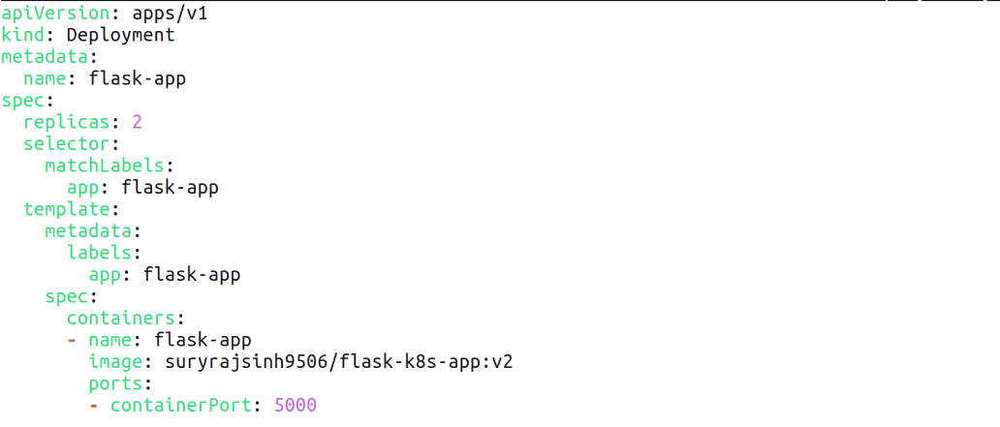 apiVersion: apps/v1
kind: Deployment
metadata:
  name: flask-app
spec:
  replicas: 2
  selector:
    matchLabels:
      app: flask-app
  template:
    metadata:
      labels:
        app: flask-app
    spec:
      containers:
      - name: flask-app
        image: suryrajsinh9506/flask-k8s-app:v2
        ports:
        - containerPort: 5000